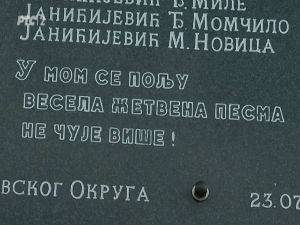 РТС
ЈАНИЋИЈЕВИЋ Ђ. МИЛЕ
ЈАНИЋИЈЕВИЋ Ђ. МОМЧИЛО
ЈАНИЋИЈЕВИЋ М. НОВИЦА
У МОМ СЕ ПОЉУ
ВЕСЕЛА ЖЕТВЕНА ПЕСМА
НЕ ЧУЈЕ ВИШЕ !
ВСКОГ ОКРУГА 23.07